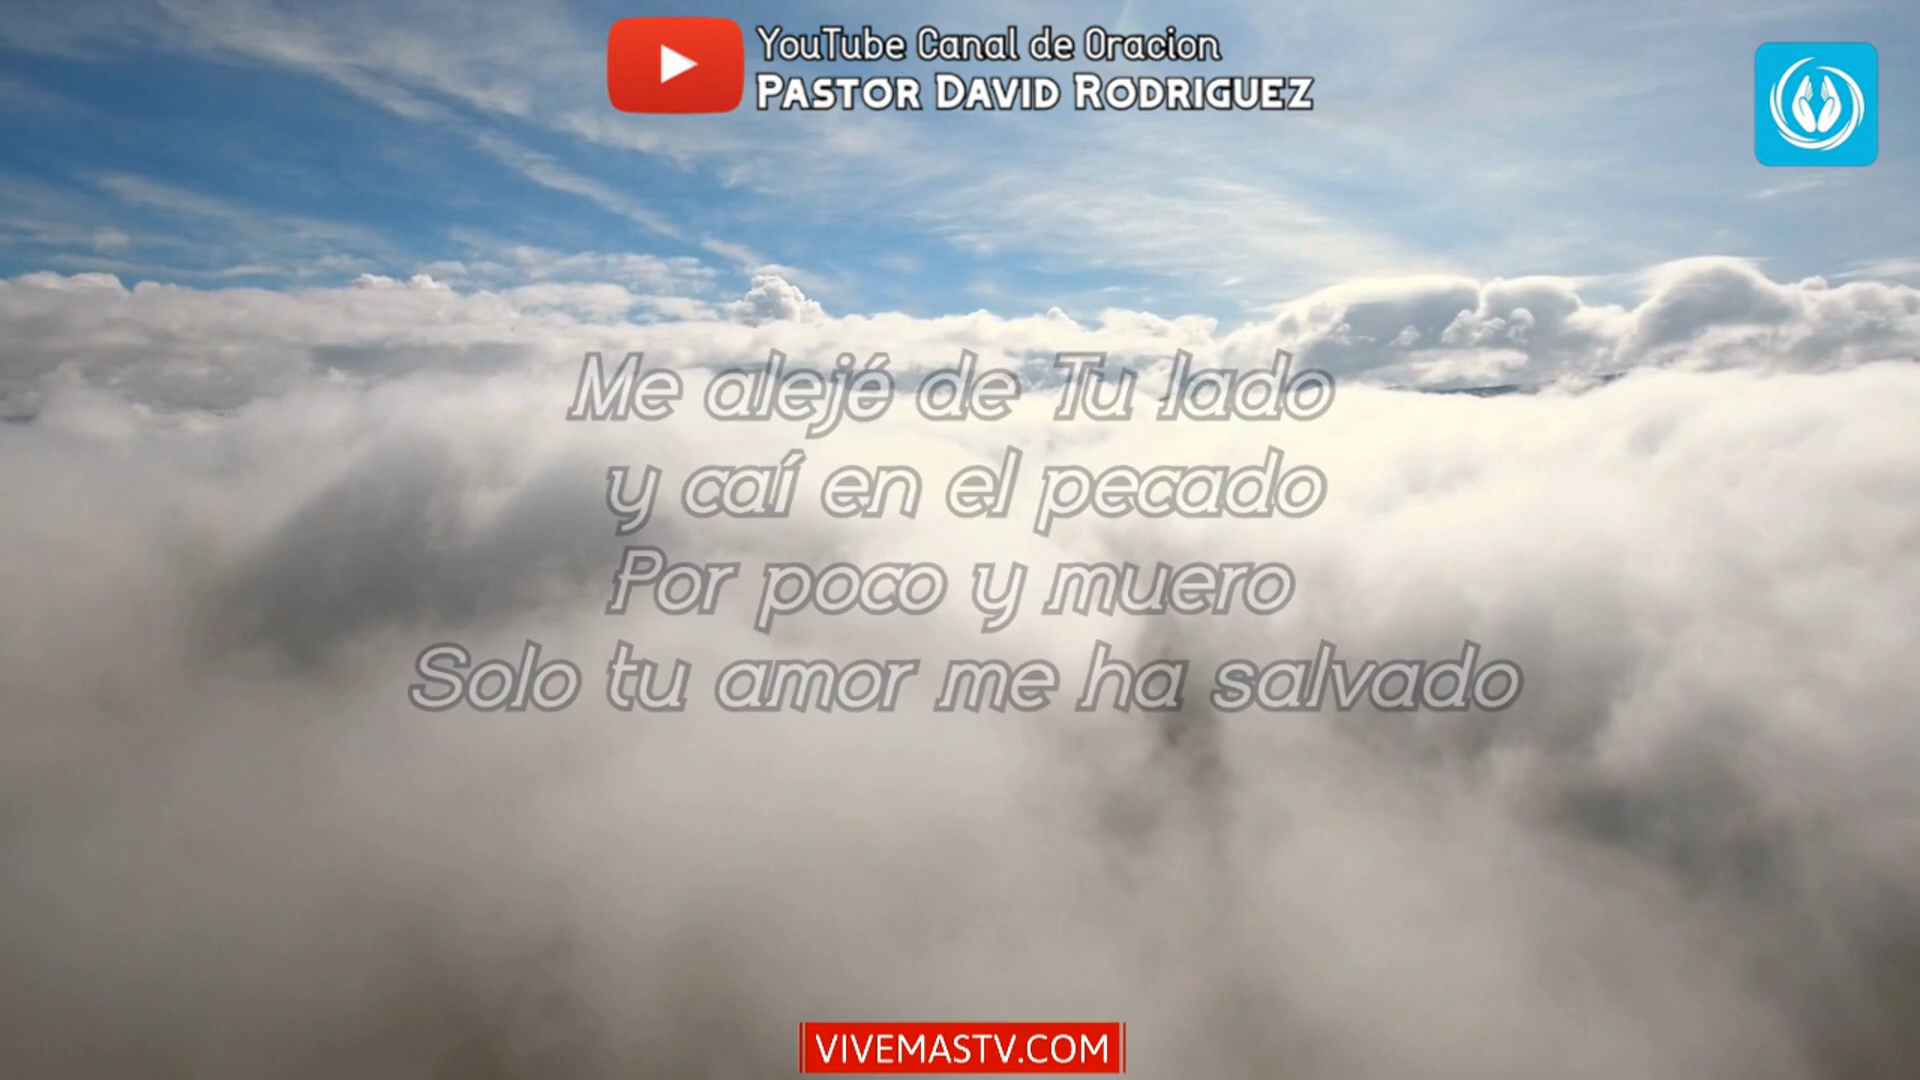 YouTube Canal de Oracion
PASTOR DAVID RODRIGUEZ
Me alejé de Tu lado
y caí en el pecado
Por poco y muero
Solo tu amor me ha salvado
VIVEMASTV.COM